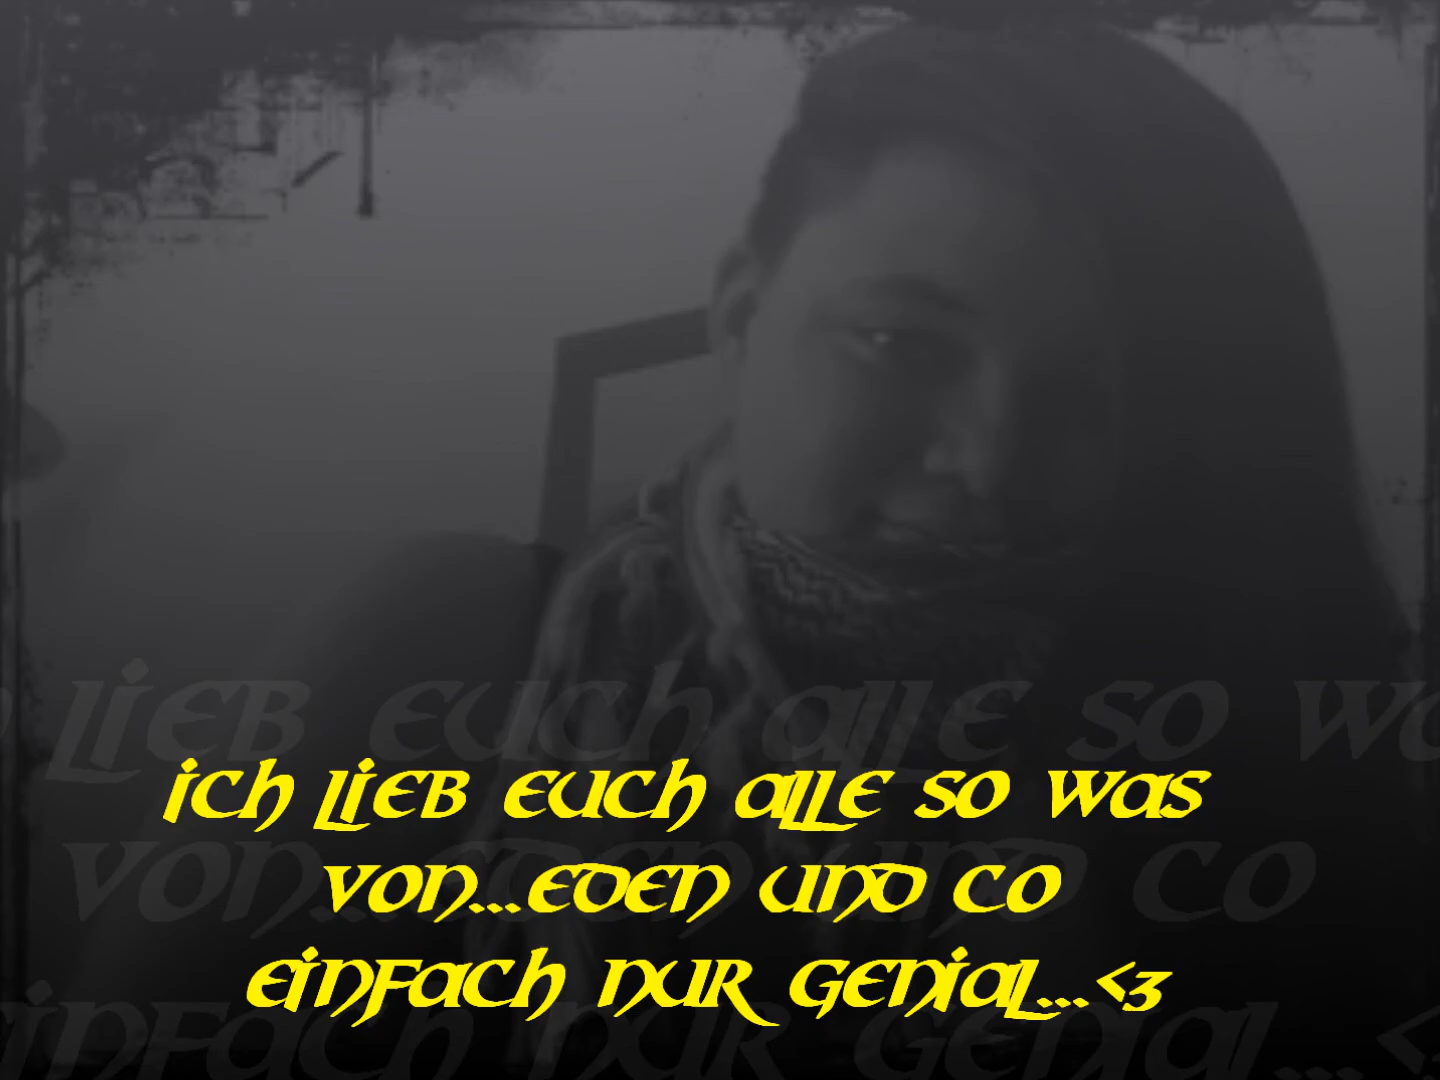 ich lieb euch alle so was
von...eden und co
einfach nur genial...<3